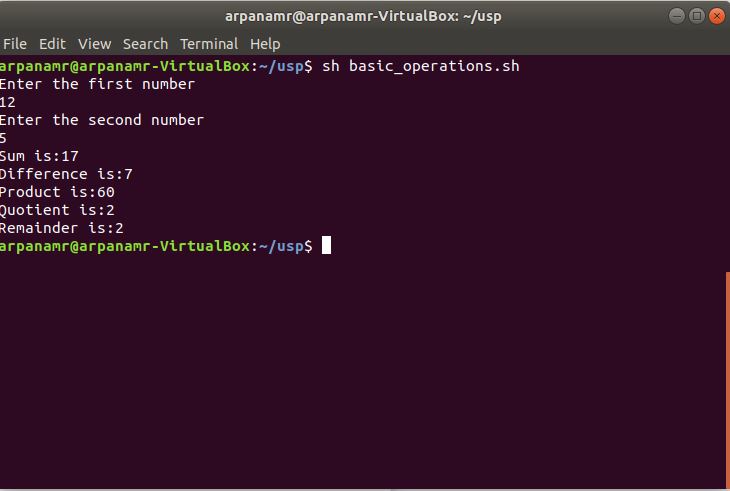 arpanamr@arpanamr-VirtualBox: ~/usp
File Edit View Search Terminal Help
arpanamr@arpanamr-VirtualBox:~/usp$ sh basic_operations.sh
Enter the first number
12
Enter the second number
5
Sum is:17
Difference is:7
Product is:60
Quotient is:2
Remainder is:2
arpanamr@arpanamr-VirtualBox:~/usp$